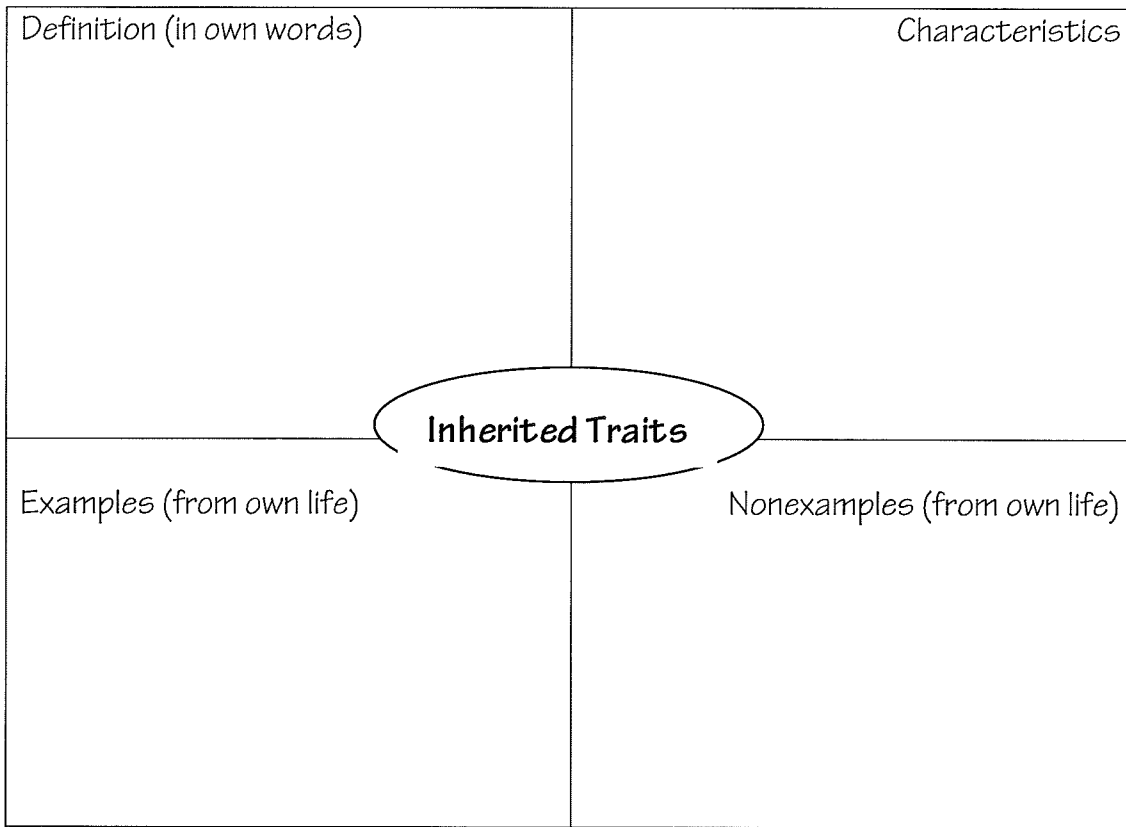 Definition (in own words)
Characteristics
Inherited Traits
Examples (from own life)
Nonexamples (from own life)